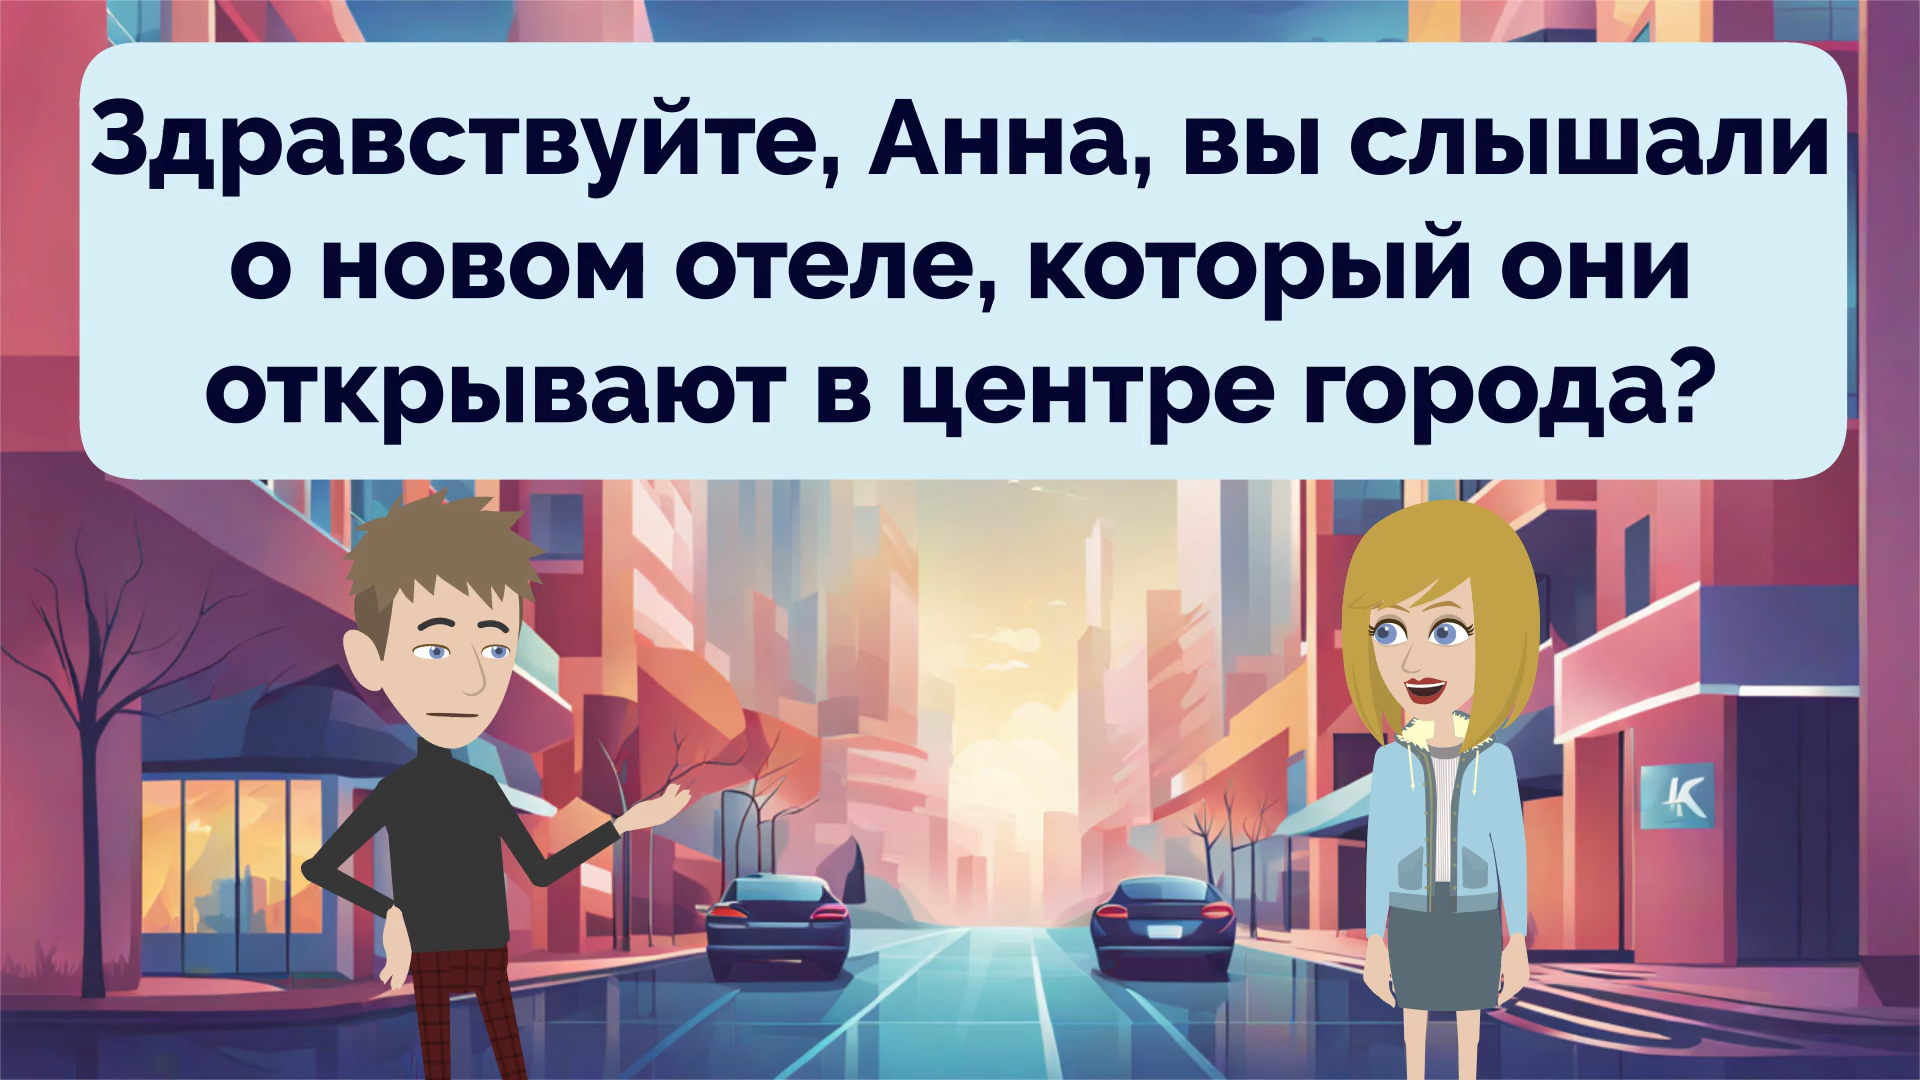 Здравствуйте, Анна, вы слышали
о новом отеле, который они
открывают в центре города?
K